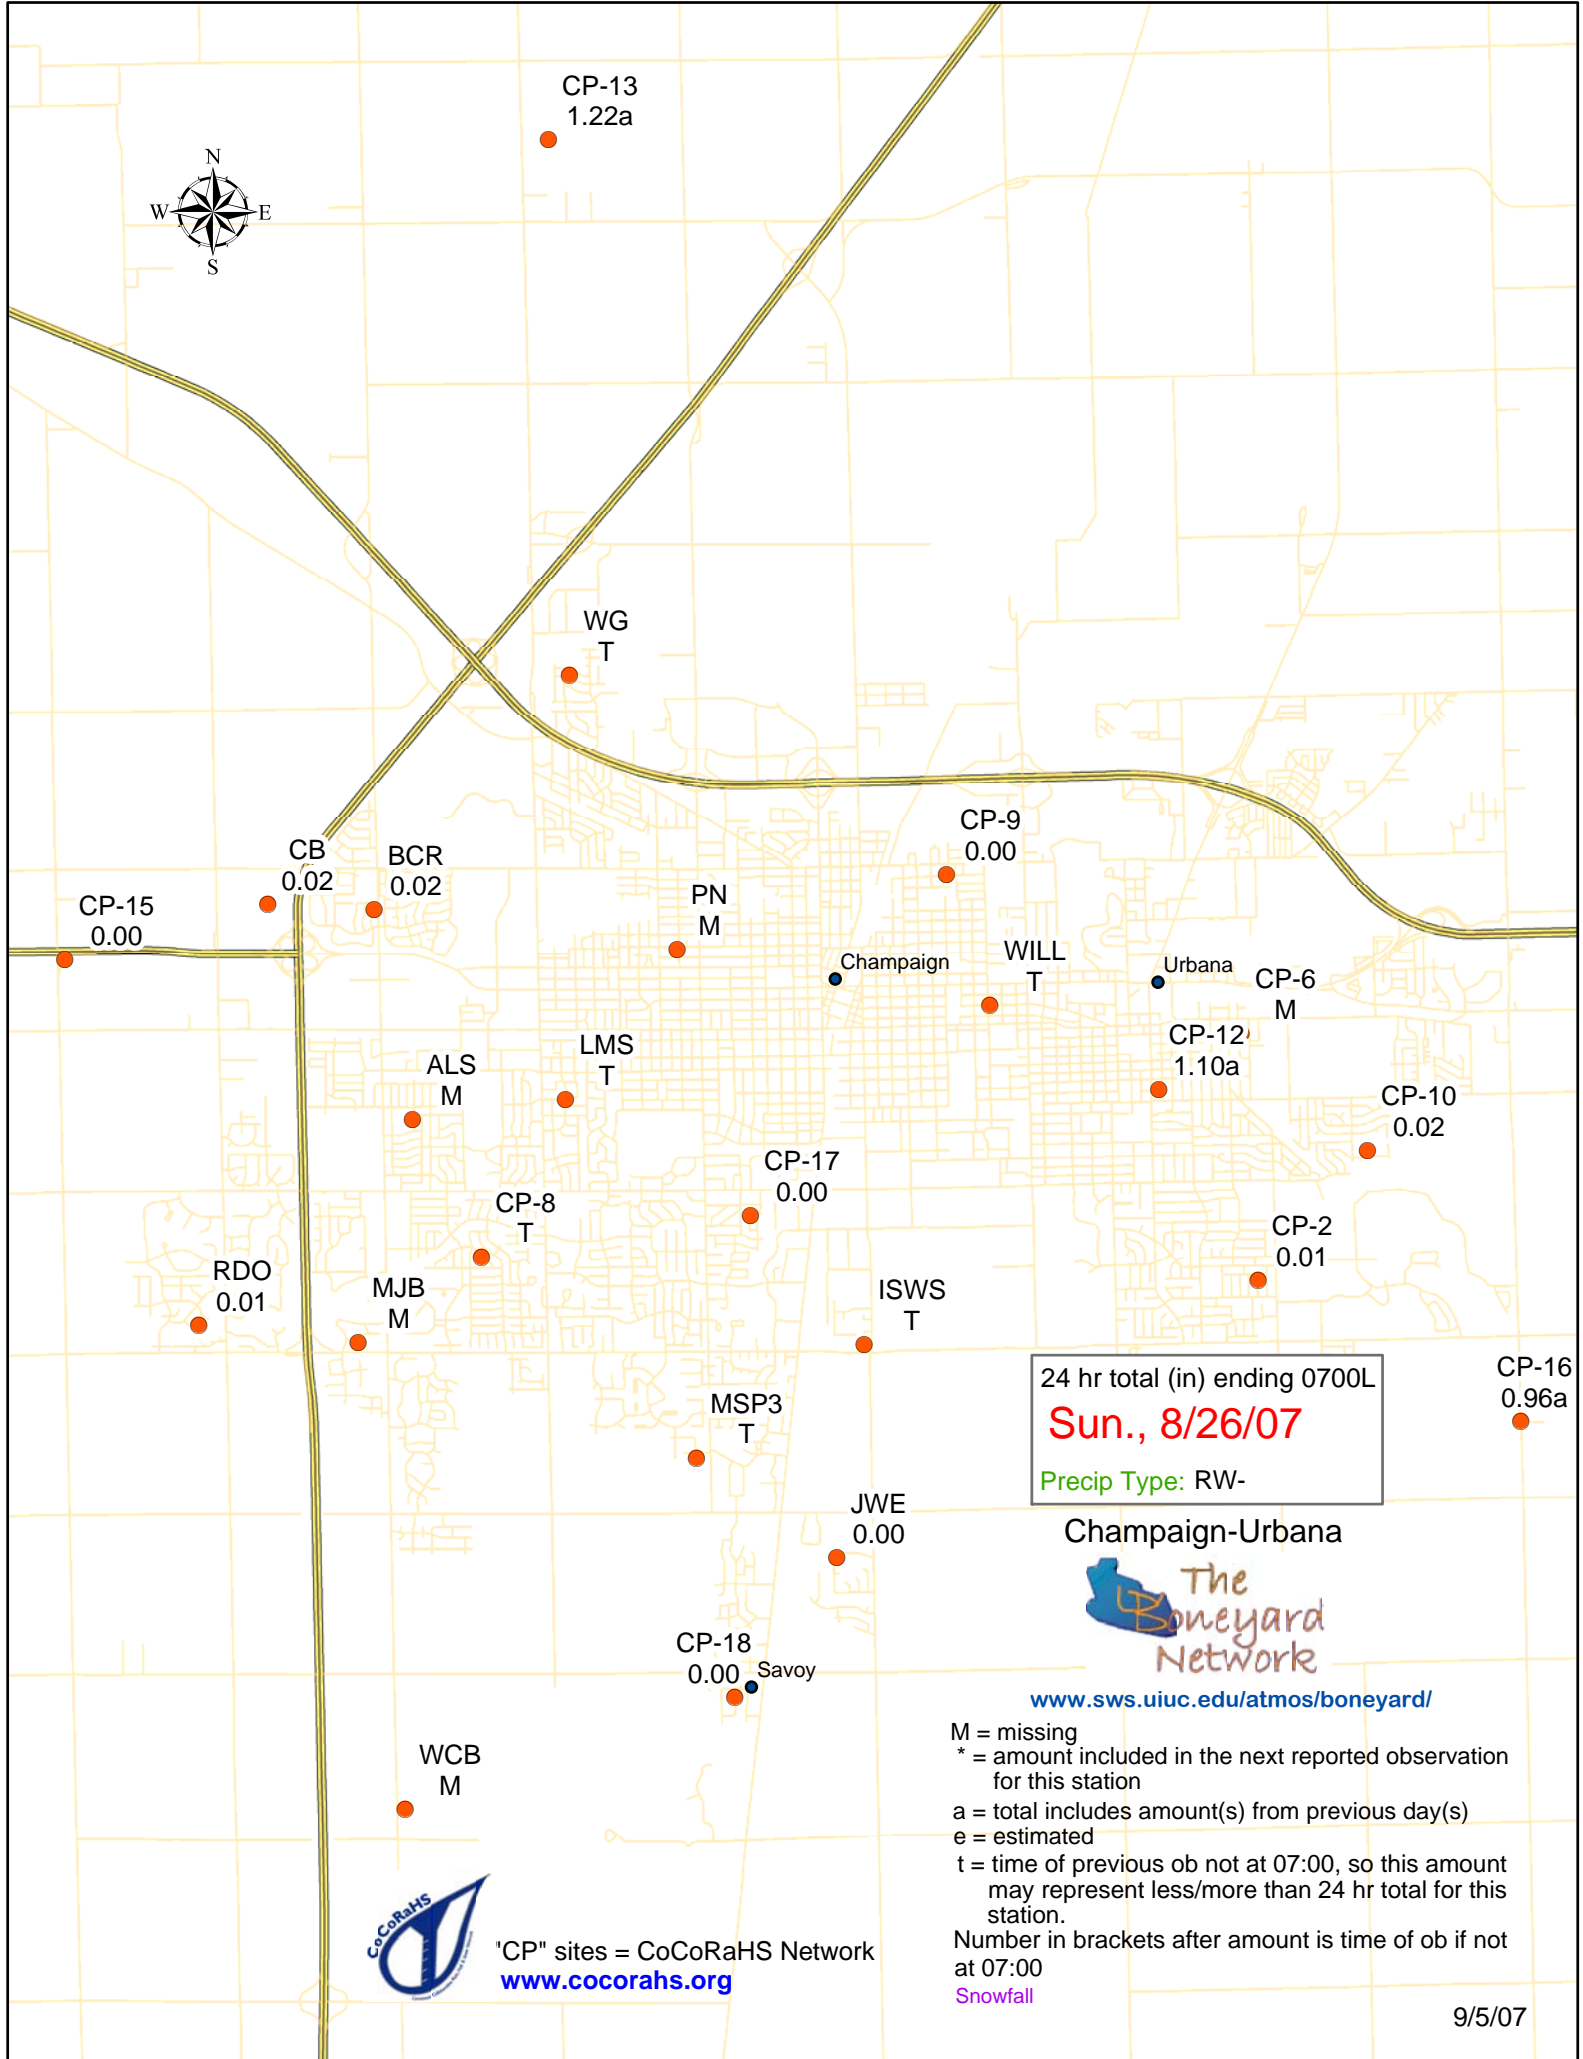 CP-13
1.22a
N
W E
S
WG
T
CP-9
0.00
CB
0.02
BCR
0.02
PN
M
CP-15
0.00
Champaign
WILL
T
Urbana
CP-6
M
CP-12
1.10a
LMS
T
ALS
M
CP-10
0.02
CP-17
0.00
CP-8
T
CP-2
0.01
RDO
0.01
MJB
M
ISWS
T
24 hr total (in) ending 0700L
Sun., 8/26/07
Precip Type: RW-
CP-16
0.96a
MSP3
T
JWE
0.00
Champaign-Urbana
The
Boneyard
Network
CP-18
0.00
Savoy
www.sws.uiuc.edu/atmos/boneyard/
WCB
M
M = missing
* = amount included in the next reported observation
for this station
a = total includes amount(s) from previous day(s)
e = estimated
t = time of previous ob not at 07:00, so this amount
may represent less/more than 24 hr total for this
station.
Number in brackets after amount is time of ob if not
at 07:00
Snowfall
CoCoRaHS
"CP" sites = CoCoRaHS Network
www.cocorahs.org
9/5/07